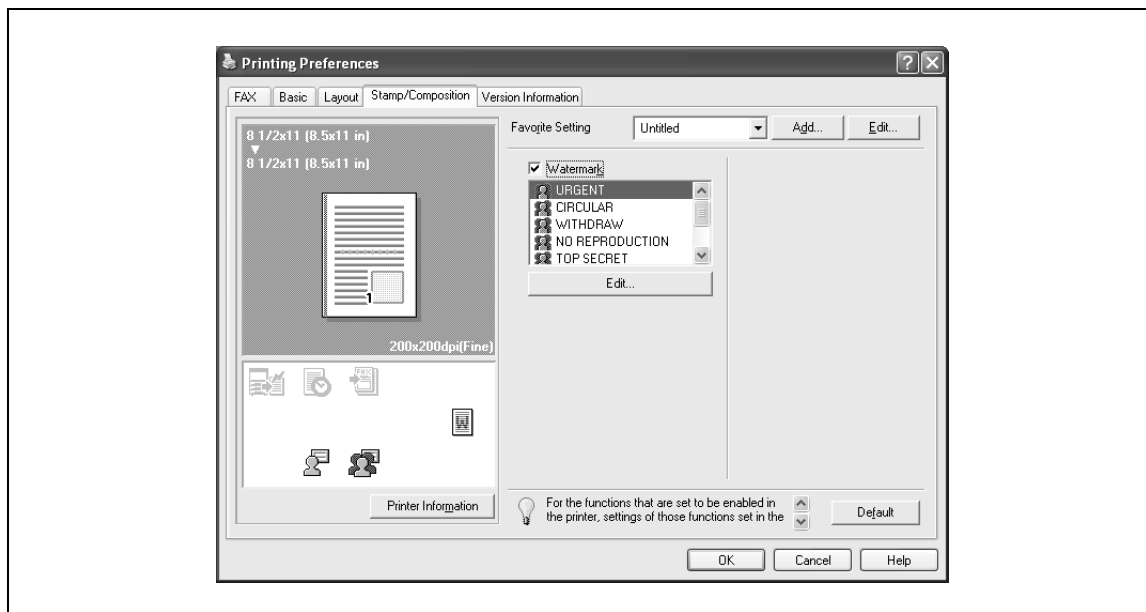 Printing Preferences
FAX Basic Layout Stamp/Composition Version Information
8 1/2x11 (8.5x11 in)
8 1/2x11 (8.5x11 in)
1
200x200dpi(Fine)
Printer Information
Favorite Setting Untitled Add... Edit...
Watermark
URGENT
CIRCULAR
WITHDRAW
NO REPRODUCTION
TOP SECRET
Edit...
For the functions that are set to be enabled in
the printer, settings of those functions set in the
Default
OK Cancel Help